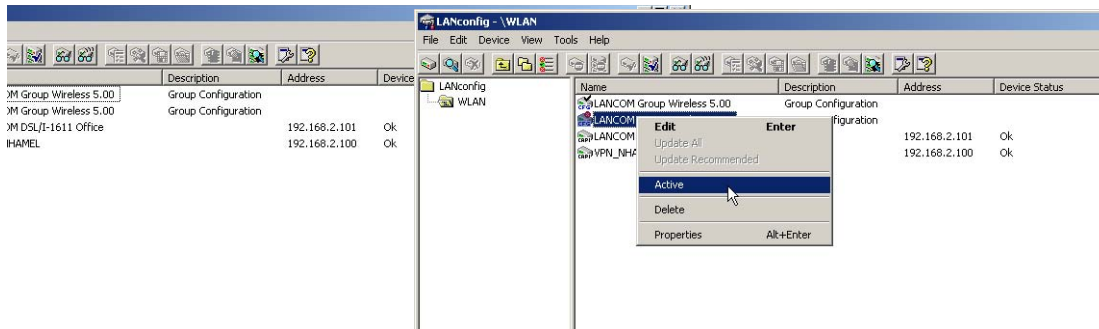 Description Address Device
OM Group Wireless 5.00 Group Configuration
OM Group Wireless 5.00 Group Configuration
OM DSL/I-1611 Office 192.168.2.101 Ok
NHAMEL 192.168.2.100 Ok
LANconfig - \WLAN
File Edit Device View Tools Help
LANconfig
WLAN
Name Description Address Device Status
LANCOM Group Wireless 5.00 Group Configuration
LANCOM figuration
LANCOM 192.168.2.101 Ok
VPN_NHA 192.168.2.100 Ok
Edit Enter
Update All
Update Recommended
Active
Delete
Properties Alt+Enter